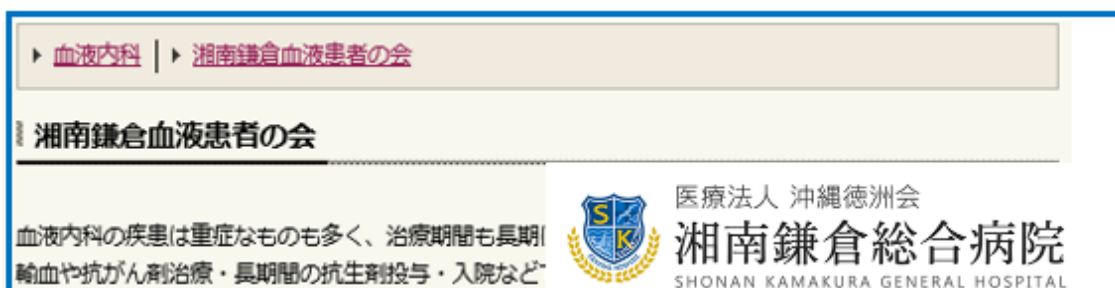 血液内科 | 湘南鎌倉血液患者の会
湘南鎌倉血液患者の会
血液内科の疾患は重症なものも多く、治療期間も長期に
輸血や抗がん剤治療・長期間の抗生剤投与・入院など
医療法人 沖縄徳洲会
湘南鎌倉総合病院
SHONAN KAMAKURA GENERAL HOSPITAL
SK